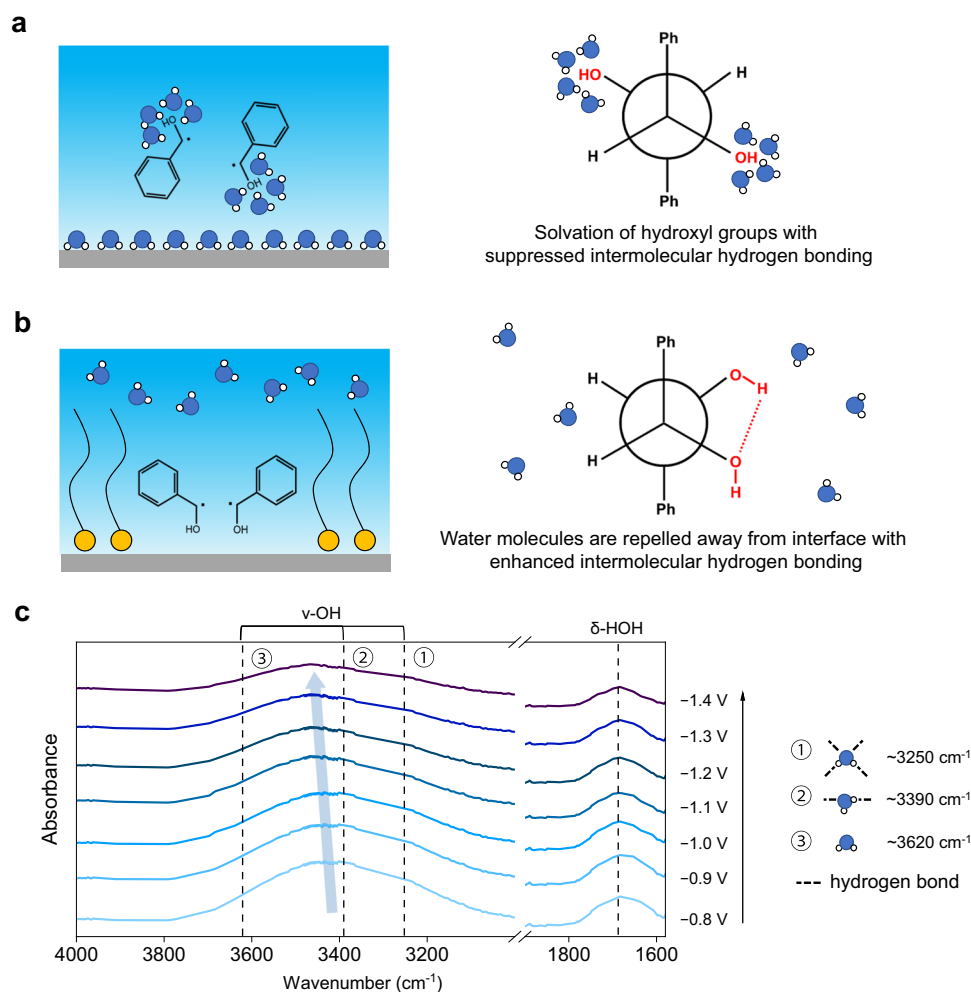 a
HO
OH
Ph
HO
H
H
OH
Ph
Solvation of hydroxyl groups with
suppressed intermolecular hydrogen bonding
b
HO
OH
Ph
H
O
H
H
O
H
Ph
Water molecules are repelled away from interface with
enhanced intermolecular hydrogen bonding
c
ν-OH
δ-HOH
③ ② ①
−1.4 V
−1.3 V
−1.2 V
−1.1 V
−1.0 V
−0.9 V
−0.8 V
Absorbance
4000 3600 3400 3200 1800 1600
Wavenumber (cm⁻¹)
① ~3250 cm⁻¹
② ~3390 cm⁻¹
③ ~3620 cm⁻¹
hydrogen bond